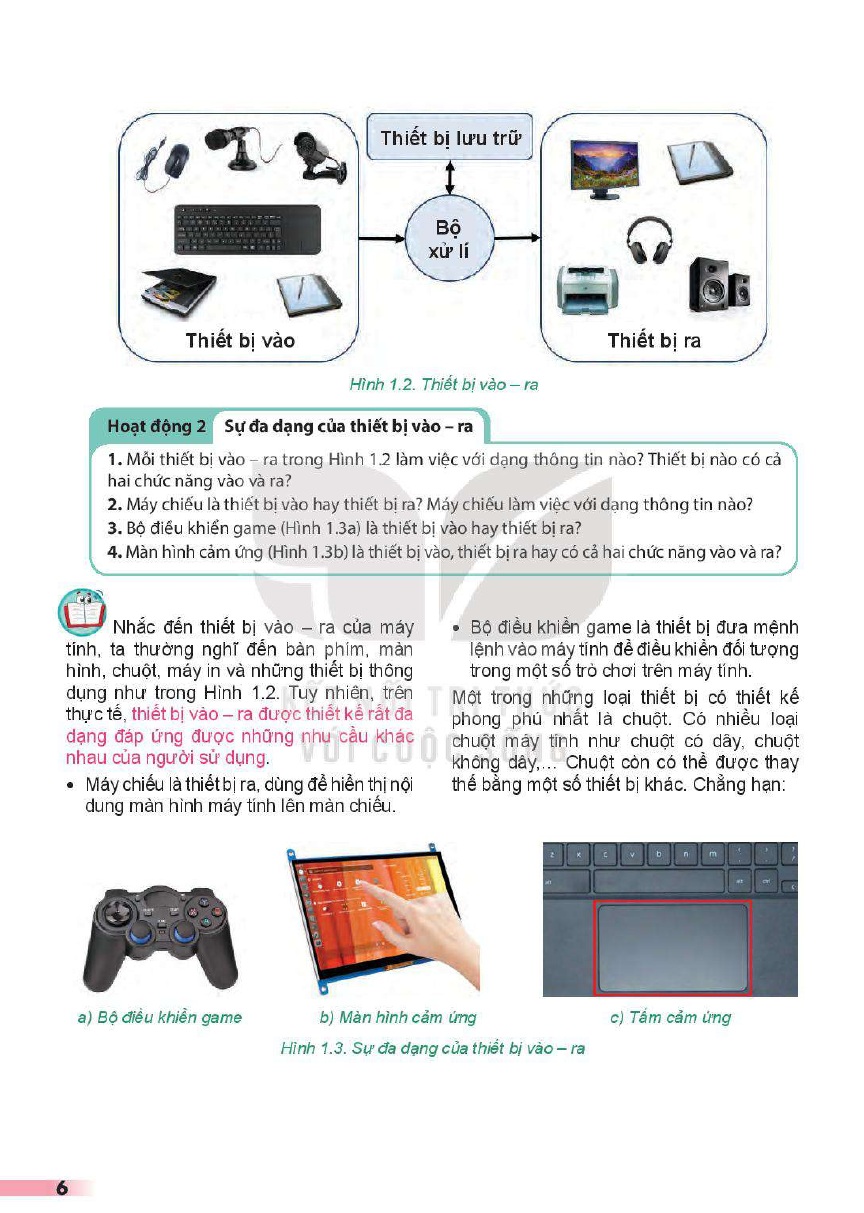 Thiết bị lưu trữ
Bộ
xử lí
Thiết bị vào
Thiết bị ra
Hình 1.2. Thiết bị vào – ra
Hoạt động 2 Sự đa dạng của thiết bị vào – ra
1. Mỗi thiết bị vào – ra trong Hình 1.2 làm việc với dạng thông tin nào? Thiết bị nào có cả
hai chức năng vào và ra?
2. Máy chiếu là thiết bị vào hay thiết bị ra? Máy chiếu làm việc với dạng thông tin nào?
3. Bộ điều khiển game (Hình 1.3a) là thiết bị vào hay thiết bị ra?
4. Màn hình cảm ứng (Hình 1.3b) là thiết bị vào, thiết bị ra hay có cả hai chức năng vào và ra?
Nhắc đến thiết bị vào – ra của máy
tính, ta thường nghĩ đến bàn phím, màn
hình, chuột, máy in và những thiết bị thông
dụng như trong Hình 1.2. Tuy nhiên, trên
thực tế, thiết bị vào – ra được thiết kế rất đa
dạng đáp ứng được những nhu cầu khác
nhau của người sử dụng.
• Máy chiếu là thiết bị ra, dùng để hiển thị nội
dung màn hình máy tính lên màn chiếu.
• Bộ điều khiển game là thiết bị đưa mệnh
lệnh vào máy tính để điều khiển đối tượng
trong một số trò chơi trên máy tính.
Một trong những loại thiết bị có thiết kế
phong phú nhất là chuột. Có nhiều loại
chuột máy tính như chuột có dây, chuột
không dây,… Chuột còn có thể được thay
thế bằng một số thiết bị khác. Chẳng hạn:
KẾT NỐI TRI THỨC
VỚI CUỘC SỐNG
a) Bộ điều khiển game
b) Màn hình cảm ứng
c) Tấm cảm ứng
Hình 1.3. Sự đa dạng của thiết bị vào – ra
6